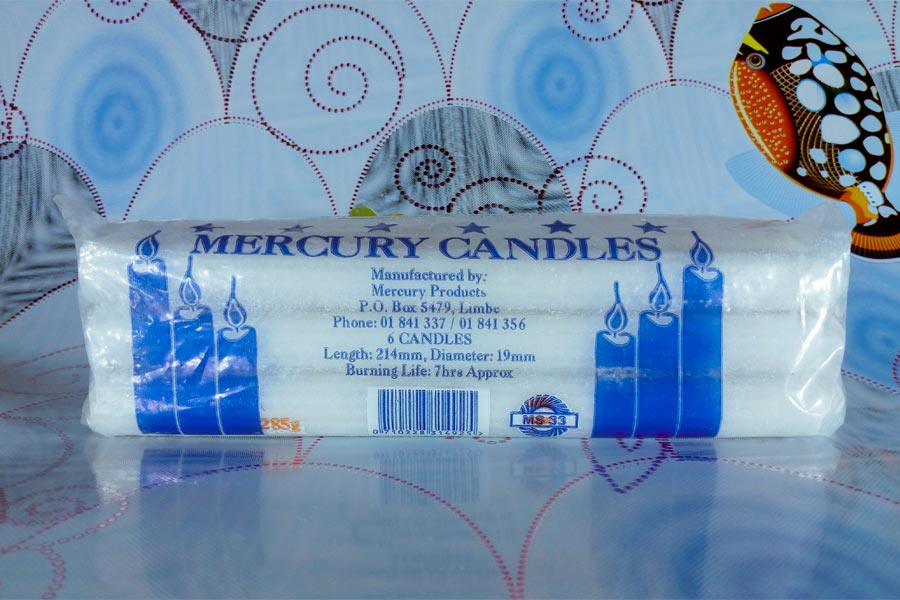 MERCURY CANDLES
Manufactured by:
Mercury Products
P.O. Box 5479, Limbe
Phone: 01 841 337 / 01 841 356
6 CANDLES
Length: 214mm, Diameter: 19mm
Burning Life: 7hrs Approx
285g
MS 33